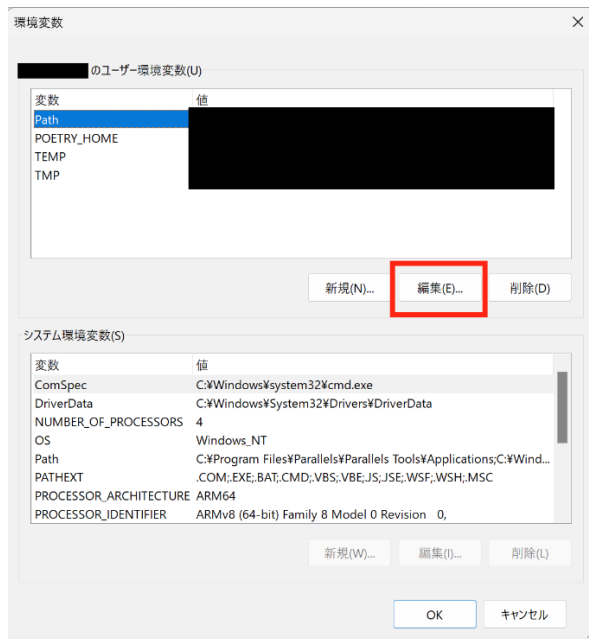 環境変数
のユーザー環境変数(U)
変数 値
Path
POETRY_HOME
TEMP
TMP
新規(N)... 編集(E)... 削除(D)
システム環境変数(S)
変数 値
ComSpec C:¥Windows¥system32¥cmd.exe
DriverData C:¥Windows¥System32¥Drivers¥DriverData
NUMBER_OF_PROCESSORS 4
OS Windows_NT
Path C:¥Program Files¥Parallels¥Parallels Tools¥Applications;C:¥Wind...
PATHEXT .COM;.EXE;.BAT;.CMD;.VBS;.VBE;.JS;.JSE;.WSF;.WSH;.MSC
PROCESSOR_ARCHITECTURE ARM64
PROCESSOR_IDENTIFIER ARMv8 (64-bit) Family 8 Model 0 Revision 0,
新規(W)... 編集(I)... 削除(L)
OK キャンセル